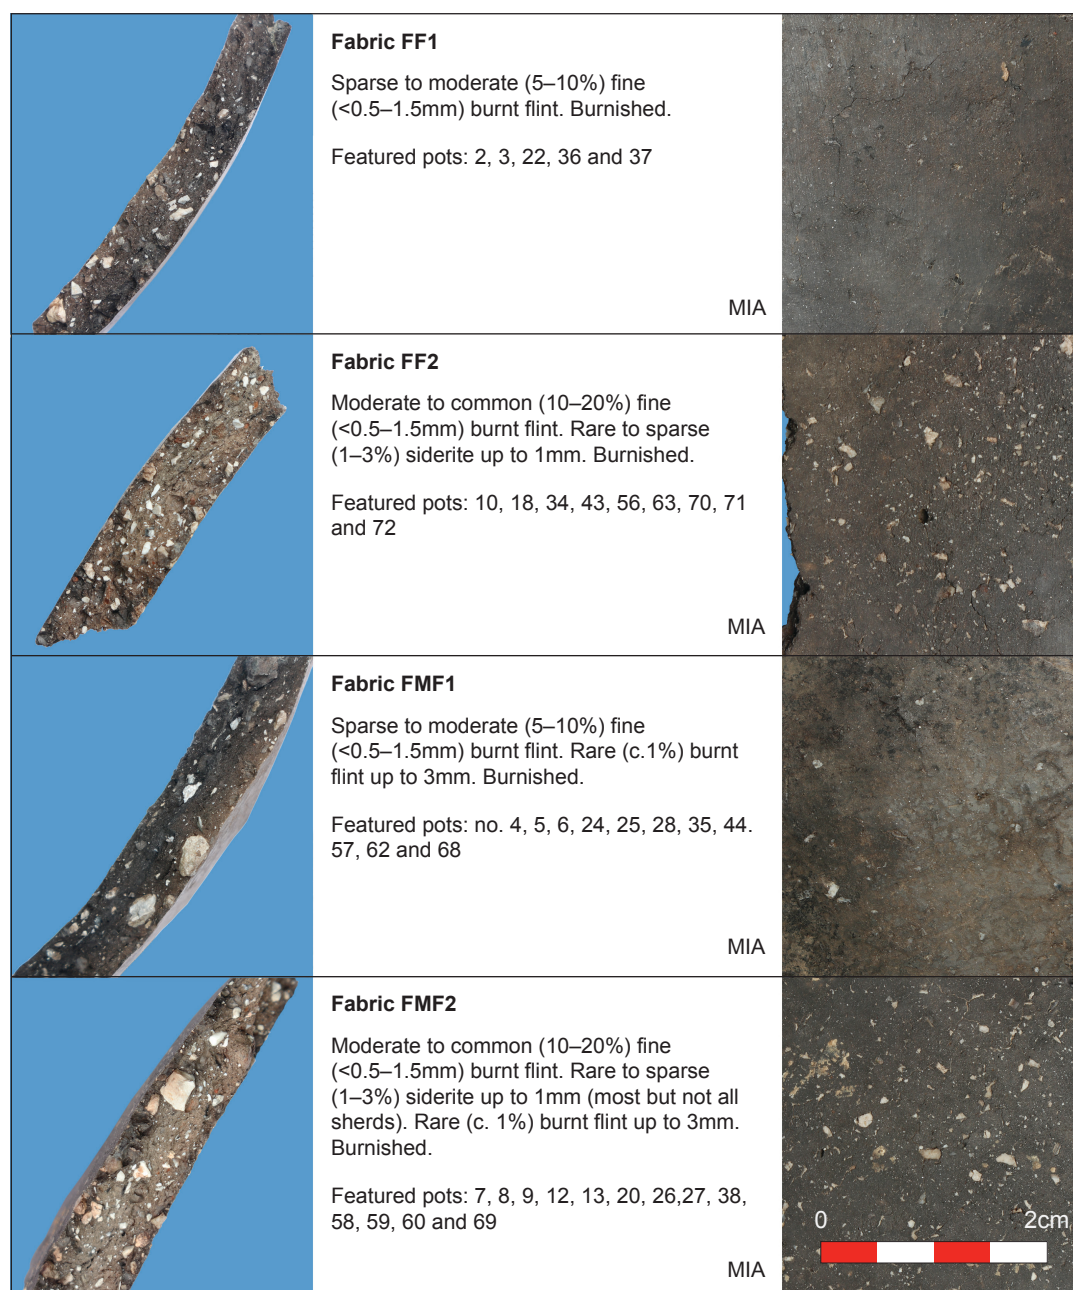 Fabric FF1
Sparse to moderate (5–10%) fine
(<0.5–1.5mm) burnt flint. Burnished.
Featured pots: 2, 3, 22, 36 and 37
MIA
Fabric FF2
Moderate to common (10–20%) fine
(<0.5–1.5mm) burnt flint. Rare to sparse
(1–3%) siderite up to 1mm. Burnished.
Featured pots: 10, 18, 34, 43, 56, 63, 70, 71
and 72
MIA
Fabric FMF1
Sparse to moderate (5–10%) fine
(<0.5–1.5mm) burnt flint. Rare (c.1%) burnt
flint up to 3mm. Burnished.
Featured pots: no. 4, 5, 6, 24, 25, 28, 35, 44.
57, 62 and 68
MIA
Fabric FMF2
Moderate to common (10–20%) fine
(<0.5–1.5mm) burnt flint. Rare to sparse
(1–3%) siderite up to 1mm (most but not all
sherds). Rare (c. 1%) burnt flint up to 3mm.
Burnished.
Featured pots: 7, 8, 9, 12, 13, 20, 26,27, 38,
58, 59, 60 and 69
MIA
0 2cm